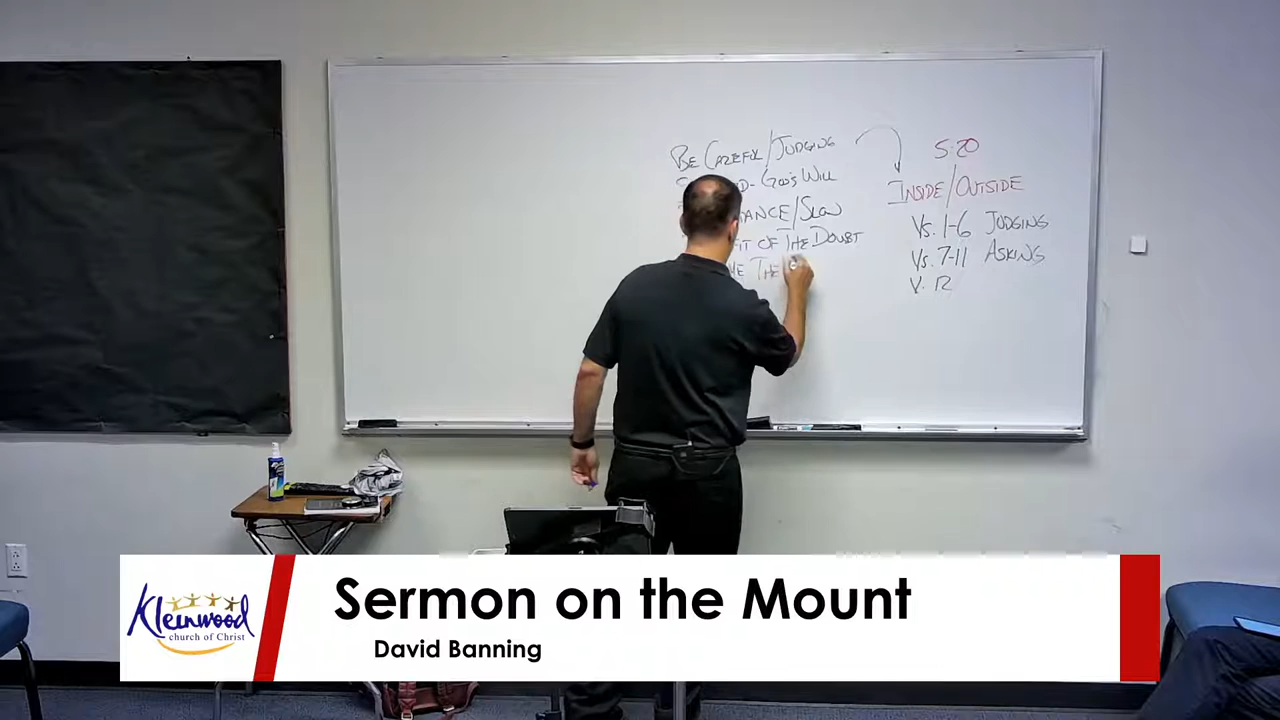 BE CAREFUL/JUDGING
GOD'S WILL
/SLOW
OF THE DOUBT
THE
5:20
INSIDE/OUTSIDE
VS. 1-6 JUDGING
VS. 7-11 ASKING
V. 12
Sermon on the Mount
David Banning
Kleinwood
church of Christ